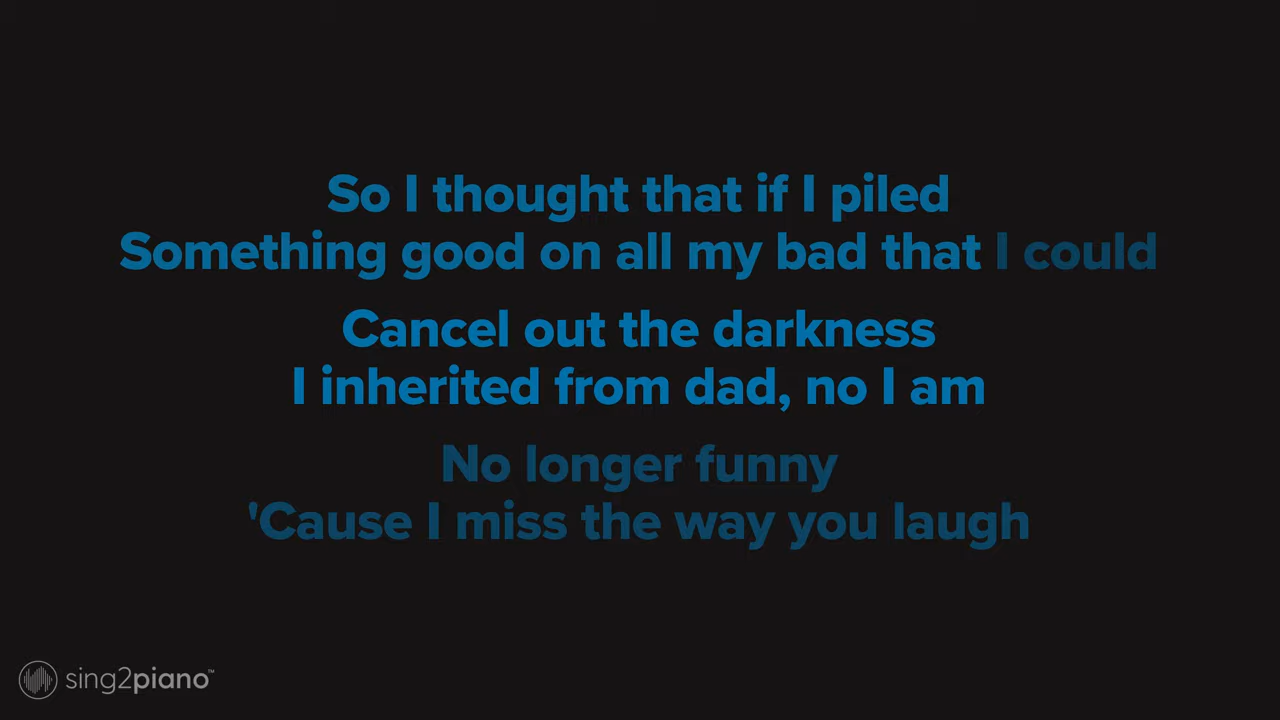 So I thought that if I piled
Something good on all my bad that I could
Cancel out the darkness
I inherited from dad, no I am
No longer funny
'Cause I miss the way you laugh
sing2piano™